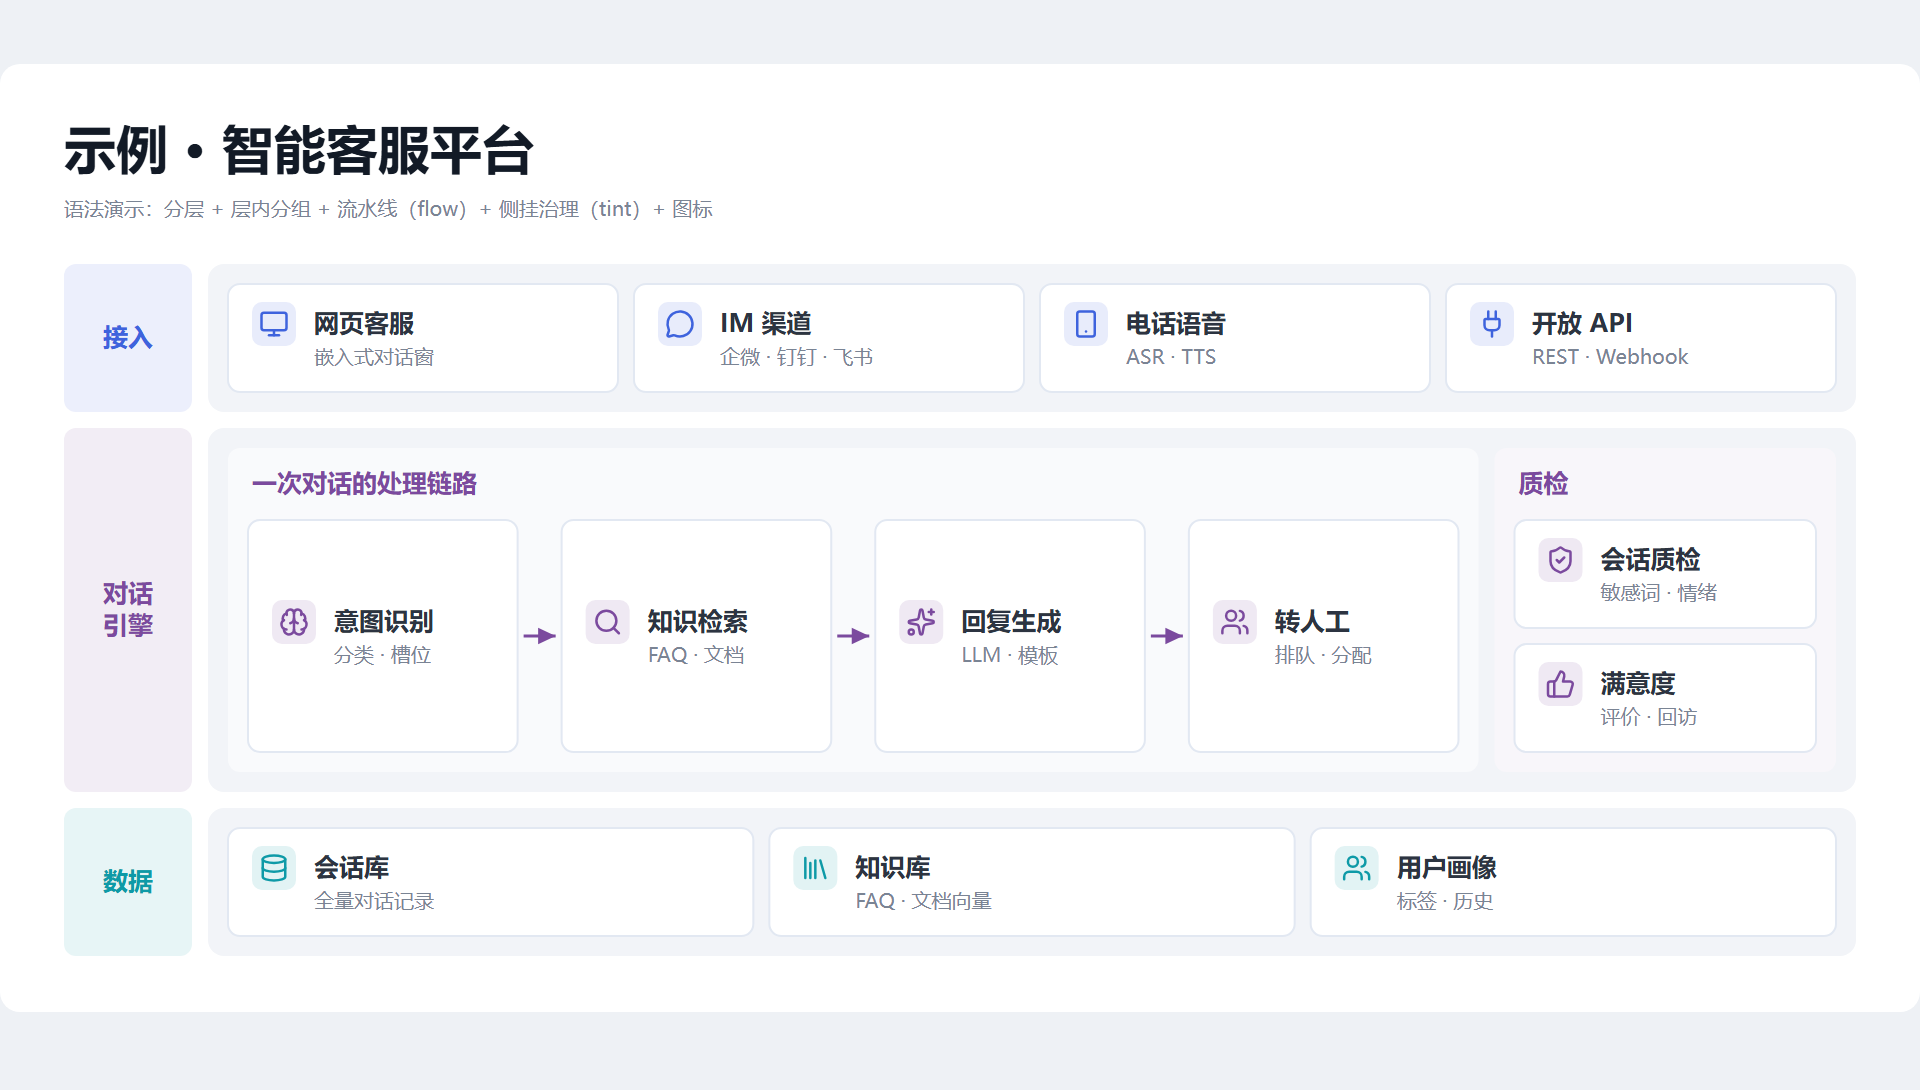 示例 · 智能客服平台
语法演示：分层 + 层内分组 + 流水线（flow）+ 侧挂治理（tint）+ 图标
接入
网页客服
嵌入式对话窗
IM 渠道
企微 · 钉钉 · 飞书
电话语音
ASR · TTS
开放 API
REST · Webhook
对话
引擎
一次对话的处理链路
意图识别
分类 · 槽位
知识检索
FAQ · 文档
回复生成
LLM · 模板
转人工
排队 · 分配
质检
会话质检
敏感词 · 情绪
满意度
评价 · 回访
数据
会话库
全量对话记录
知识库
FAQ · 文档向量
用户画像
标签 · 历史